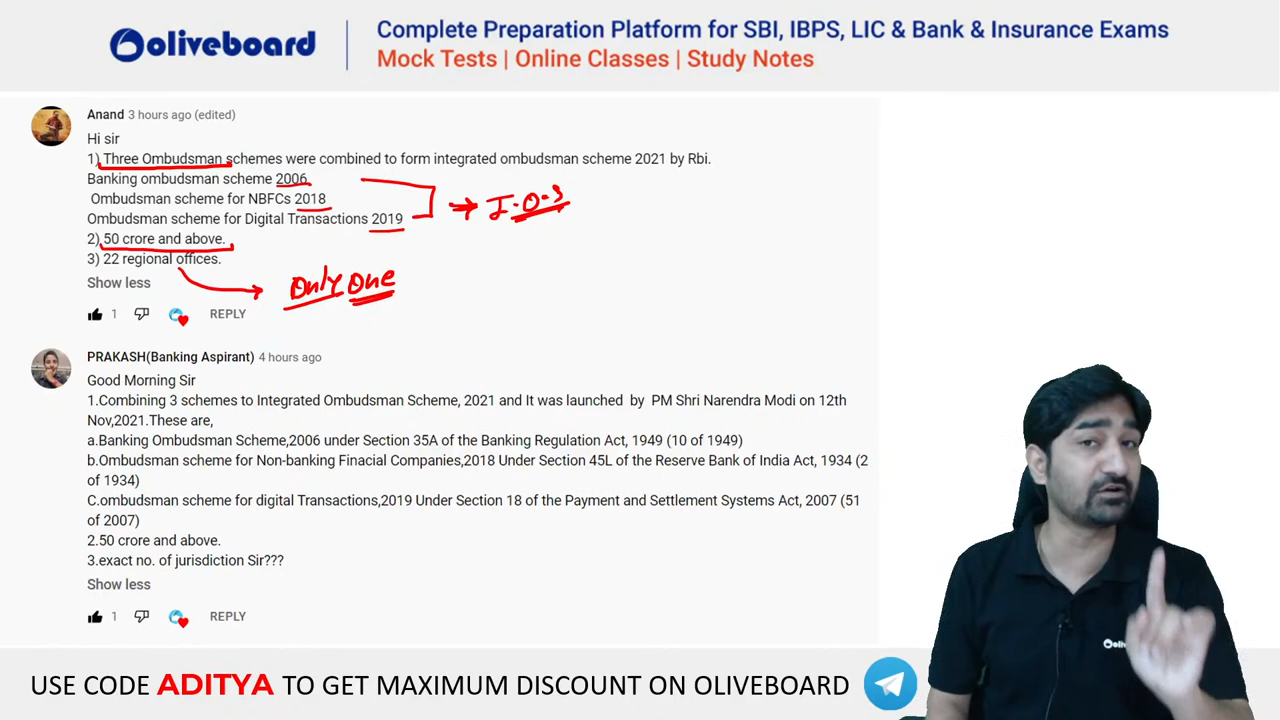 oliveboard
Complete Preparation Platform for SBI, IBPS, LIC & Bank & Insurance Exams
Mock Tests | Online Classes | Study Notes
Anand 3 hours ago (edited)
Hi sir
1) Three Ombudsman schemes were combined to form integrated ombudsman scheme 2021 by Rbi.
Banking ombudsman scheme 2006
Ombudsman scheme for NBFCs 2018
Ombudsman scheme for Digital Transactions 2019
I-O-S
2) 50 crore and above.
3) 22 regional offices.
Only One
Show less
1 REPLY
PRAKASH(Banking Aspirant) 4 hours ago
Good Morning Sir
1.Combining 3 schemes to Integrated Ombudsman Scheme, 2021 and It was launched by PM Shri Narendra Modi on 12th
Nov,2021.These are,
a.Banking Ombudsman Scheme,2006 under Section 35A of the Banking Regulation Act, 1949 (10 of 1949)
b.Ombudsman scheme for Non-banking Finacial Companies,2018 Under Section 45L of the Reserve Bank of India Act, 1934 (2
of 1934)
C.ombudsman scheme for digital Transactions,2019 Under Section 18 of the Payment and Settlement Systems Act, 2007 (51
of 2007)
2.50 crore and above.
3.exact no. of jurisdiction Sir???
Show less
1 REPLY
USE CODE ADITYA TO GET MAXIMUM DISCOUNT ON OLIVEBOARD